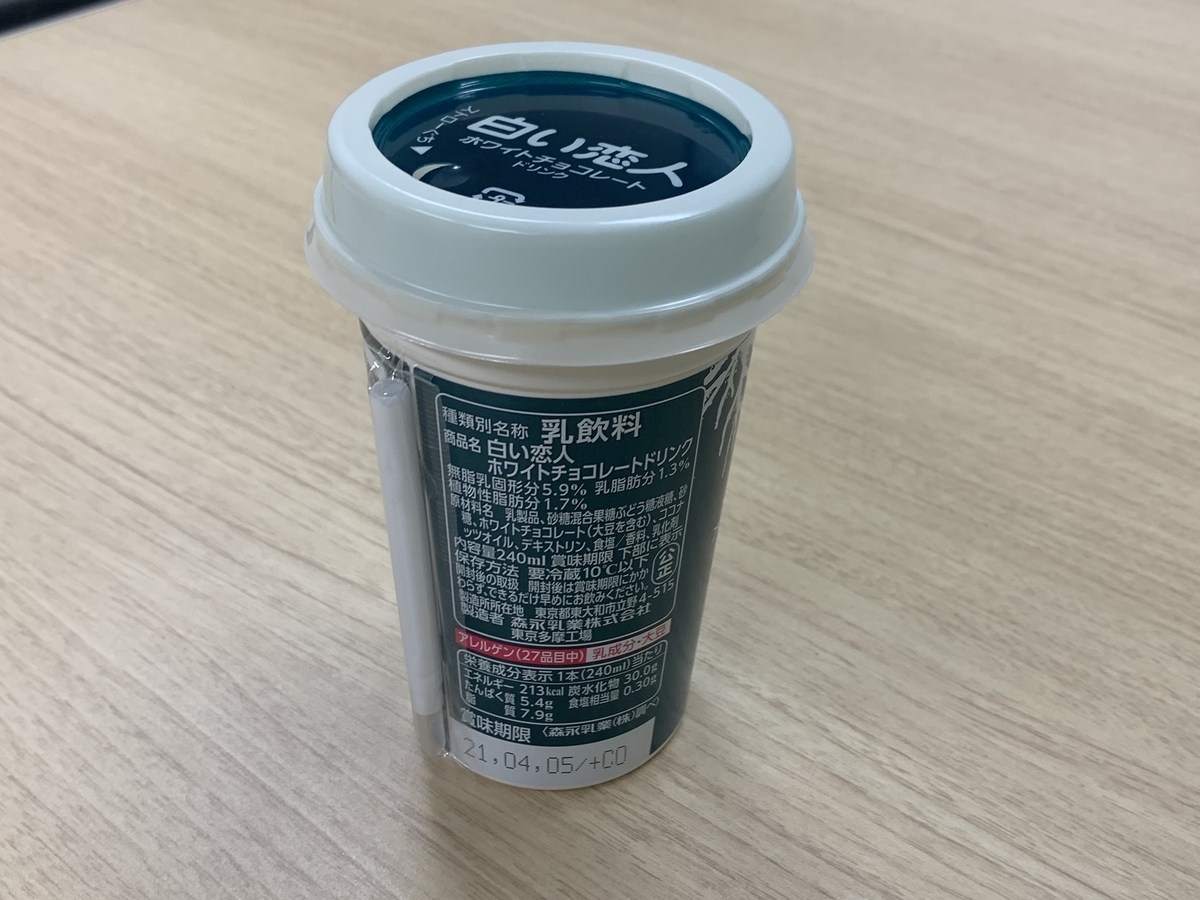 白い恋人
ホワイトチョコレート
ドリンク
ストローぐち
種類別名称 乳飲料
商品名 白い恋人
ホワイトチョコレートドリンク
無脂乳固形分5.9% 乳脂肪分1.3%
植物性脂肪分1.7%
原材料名 乳製品、砂糖混合果糖ぶどう糖液糖、砂
糖、ホワイトチョコレート(大豆を含む)、ココナ
ッツオイル、デキストリン、食塩/香料、乳化剤
内容量240ml 賞味期限 下部に表示
保存方法 要冷蔵10℃以下
公正
開封後の取扱 開封後は賞味期限にかか
わらず、できるだけ早めにお飲みください。
製造所所在地 東京都東大和市立野4-515
製造者 森永乳業株式会社
東京多摩工場
アレルゲン(27品目中) 乳成分・大豆
栄養成分表示 1本(240ml)当たり
エネルギー 213kcal 炭水化物 30.0g
たんぱく質 5.4g 食塩相当量 0.30g
脂質 7.9g
〈森永乳業(株)調べ〉
賞味期限
21,04,05/+CO